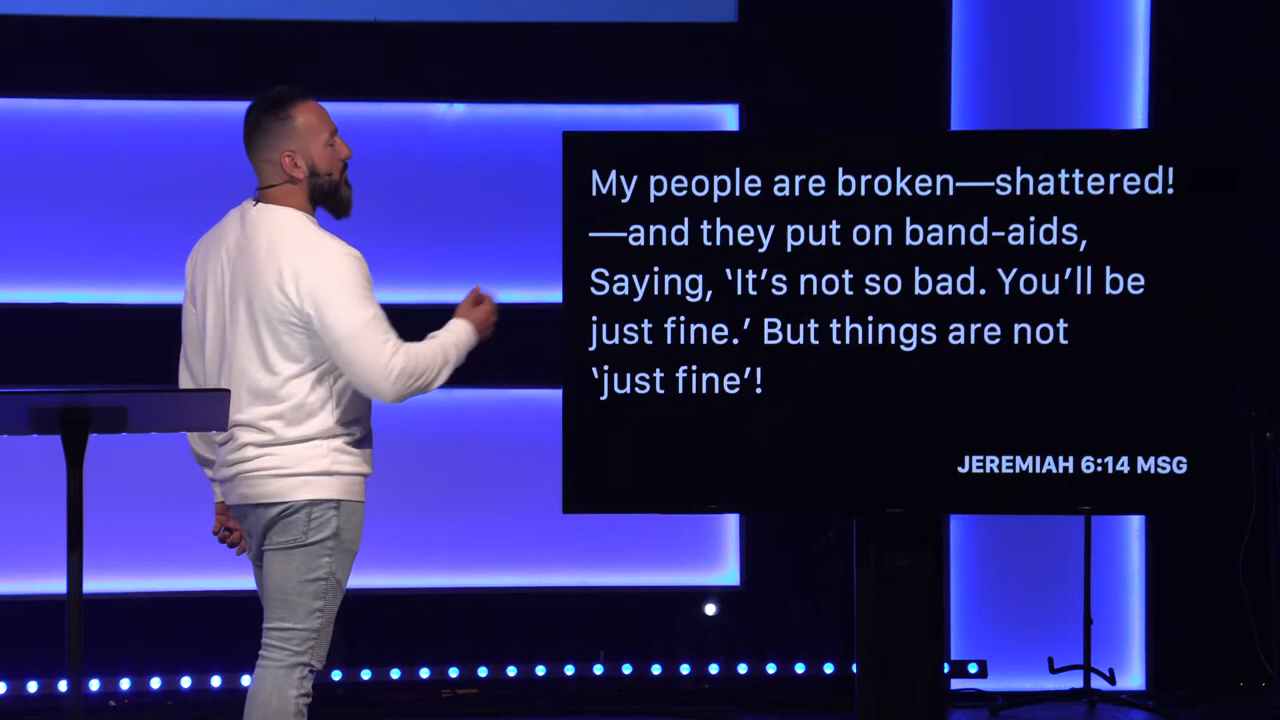 My people are broken—shattered!
—and they put on band-aids,
Saying, ‘It’s not so bad. You’ll be
just fine.’ But things are not
‘just fine’!
JEREMIAH 6:14 MSG